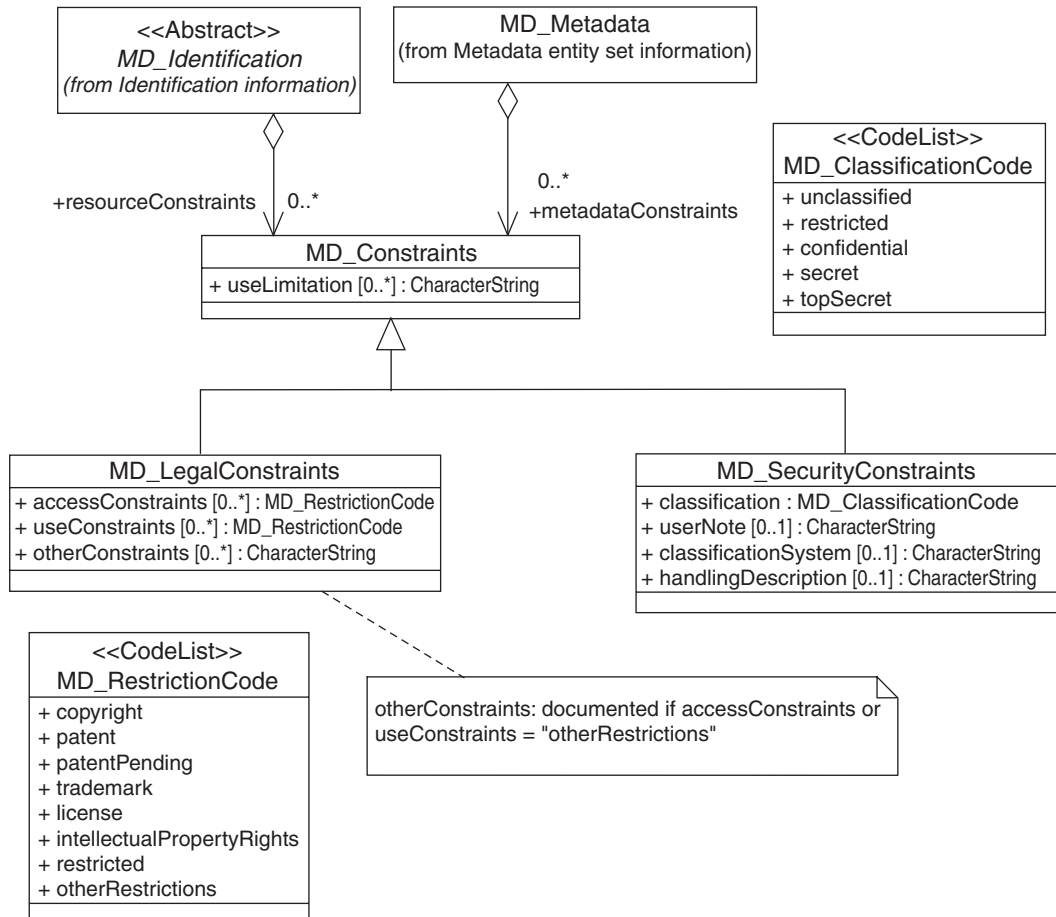 <<Abstract>>
MD_Identification
(from Identification information)
MD_Metadata
(from Metadata entity set information)
+resourceConstraints
0..*
0..*
+metadataConstraints
<<CodeList>>
MD_ClassificationCode
+ unclassified
+ restricted
+ confidential
+ secret
+ topSecret
MD_Constraints
+ useLimitation [0..*] : CharacterString
MD_LegalConstraints
+ accessConstraints [0..*] : MD_RestrictionCode
+ useConstraints [0..*] : MD_RestrictionCode
+ otherConstraints [0..*] : CharacterString
MD_SecurityConstraints
+ classification : MD_ClassificationCode
+ userNote [0..1] : CharacterString
+ classificationSystem [0..1] : CharacterString
+ handlingDescription [0..1] : CharacterString
<<CodeList>>
MD_RestrictionCode
+ copyright
+ patent
+ patentPending
+ trademark
+ license
+ intellectualPropertyRights
+ restricted
+ otherRestrictions
otherConstraints: documented if accessConstraints or
useConstraints = "otherRestrictions"